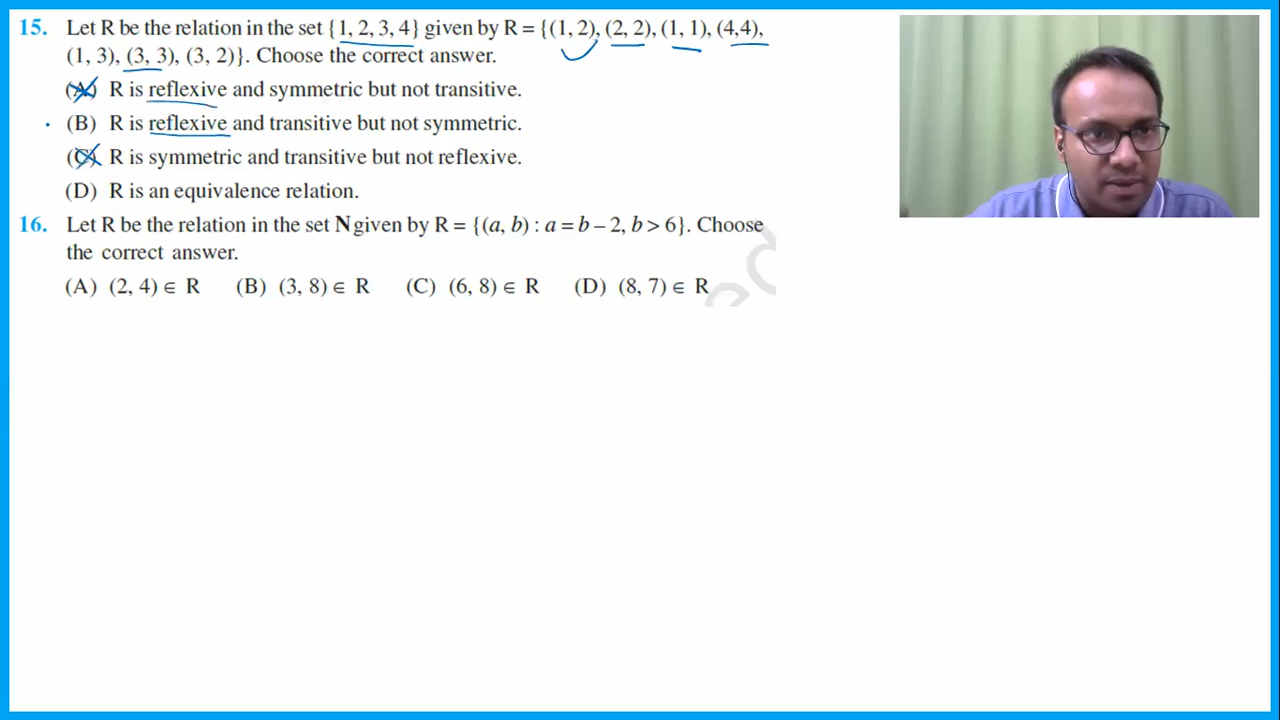 15. Let R be the relation in the set {1, 2, 3, 4} given by R = {(1, 2), (2, 2), (1, 1), (4,4),
(1, 3), (3, 3), (3, 2)}. Choose the correct answer.
(A) R is reflexive and symmetric but not transitive.
(B) R is reflexive and transitive but not symmetric.
(C) R is symmetric and transitive but not reflexive.
(D) R is an equivalence relation.
16. Let R be the relation in the set N given by R = {(a, b) : a = b – 2, b > 6}. Choose
the correct answer.
(A) (2, 4) ∈ R (B) (3, 8) ∈ R (C) (6, 8) ∈ R (D) (8, 7) ∈ R